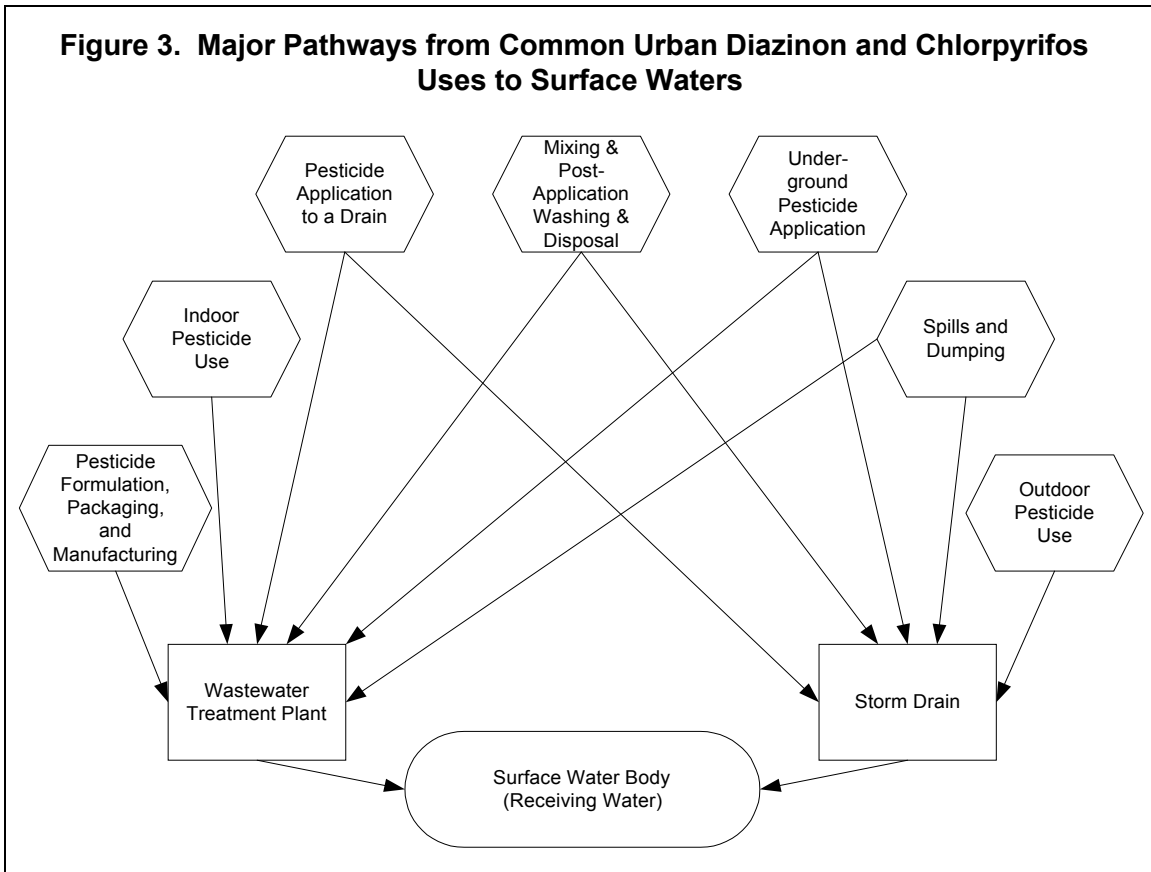 Figure 3. Major Pathways from Common Urban Diazinon and Chlorpyrifos
Uses to Surface Waters
Pesticide
Application
to a Drain
Mixing &
Post-
Application
Washing &
Disposal
Under-
ground
Pesticide
Application
Indoor
Pesticide
Use
Spills and
Dumping
Pesticide
Formulation,
Packaging,
and
Manufacturing
Outdoor
Pesticide
Use
Wastewater
Treatment Plant
Storm Drain
Surface Water Body
(Receiving Water)